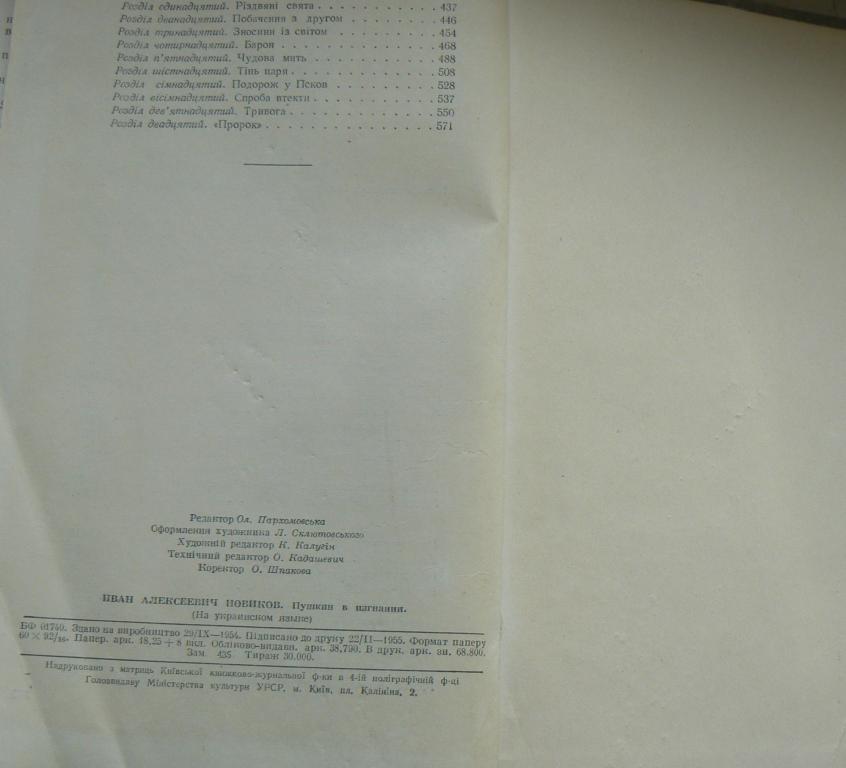 Розділ одинадцятий. Різдвяні свята . . . . . . . . . . 437
Розділ дванадцятий. Побачення з другом . . . . . . . 446
Розділ тринадцятий. Зносини із світом . . . . . . . . 454
Розділ чотирнадцятий. Барон . . . . . . . . . . . . . 468
Розділ п'ятнадцятий. Чудова мить . . . . . . . . . . 488
Розділ шістнадцятий. Тінь царя . . . . . . . . . . . . 508
Розділ сімнадцятий. Подорож у Псков . . . . . . . . 528
Розділ вісімнадцятий. Спроба втекти . . . . . . . . . . 537
Розділ дев'ятнадцятий. Тривога . . . . . . . . . . . . 550
Розділ двадцятий. «Пророк» . . . . . . . . . . . . . . 571
Редактор Ол. Пархомовська
Оформлення художника Л. Склютовського
Художній редактор К. Калугін
Технічний редактор О. Кадашевич
Коректор О. Шпакова
ИВАН АЛЕКСЕЕВИЧ НОВИКОВ. Пушкин в изгнании.
(На украинском языке)
БФ 01740. Здано на виробництво 29/IX—1954. Підписано до друку 22/II—1955. Формат паперу
60 × 92/16. Папер. арк. 18,25 + 8 вкл. Обліково-видавн. арк. 38,790. В друк. арк. зн. 68.800.
Зам. 435 Тираж 30.000.
Надруковано з матриць Київської книжково-журнальної ф-ки в 4-ій поліграфічній ф-ці
Головвидаву Міністерства культури УРСР, м. Київ, пл. Калініна, 2.